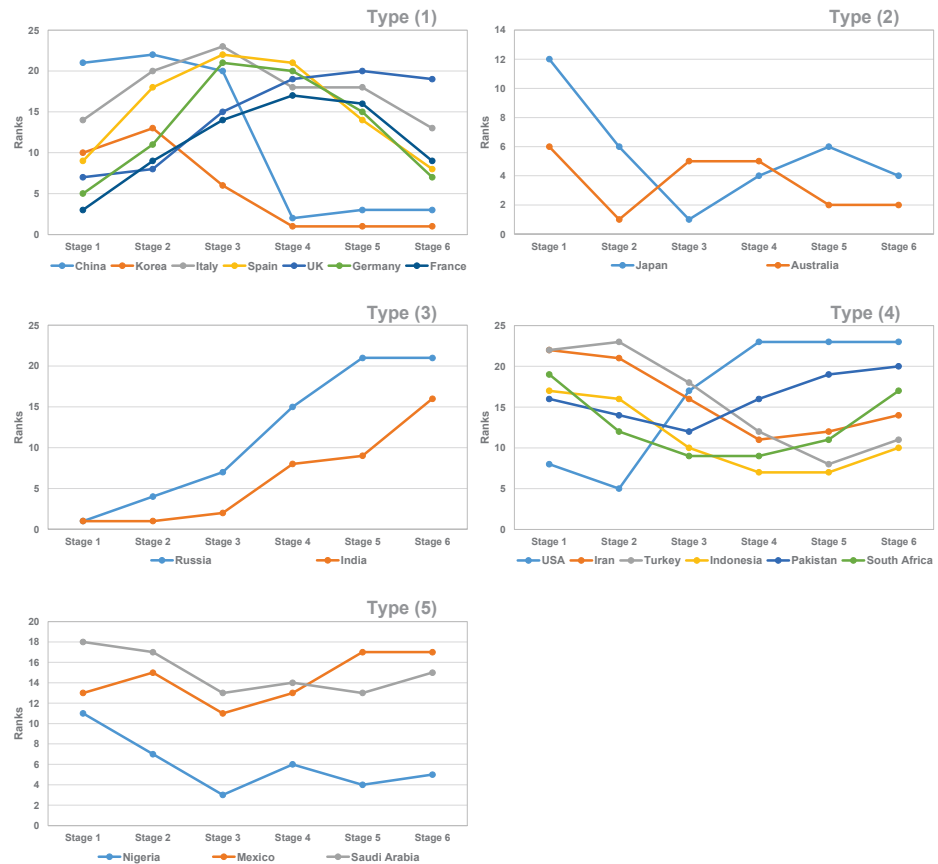 Type (1)
25
20
15
10
5
0
Ranks
Stage 1 Stage 2 Stage 3 Stage 4 Stage 5 Stage 6
China Korea Italy Spain UK Germany France
Type (2)
14
12
10
8
6
4
2
0
Ranks
Stage 1 Stage 2 Stage 3 Stage 4 Stage 5 Stage 6
Japan Australia
Type (3)
25
20
15
10
5
0
Ranks
Stage 1 Stage 2 Stage 3 Stage 4 Stage 5 Stage 6
Russia India
Type (4)
25
20
15
10
5
0
Ranks
Stage 1 Stage 2 Stage 3 Stage 4 Stage 5 Stage 6
USA Iran Turkey Indonesia Pakistan South Africa
Type (5)
20
18
16
14
12
10
8
6
4
2
0
Ranks
Stage 1 Stage 2 Stage 3 Stage 4 Stage 5 Stage 6
Nigeria Mexico Saudi Arabia